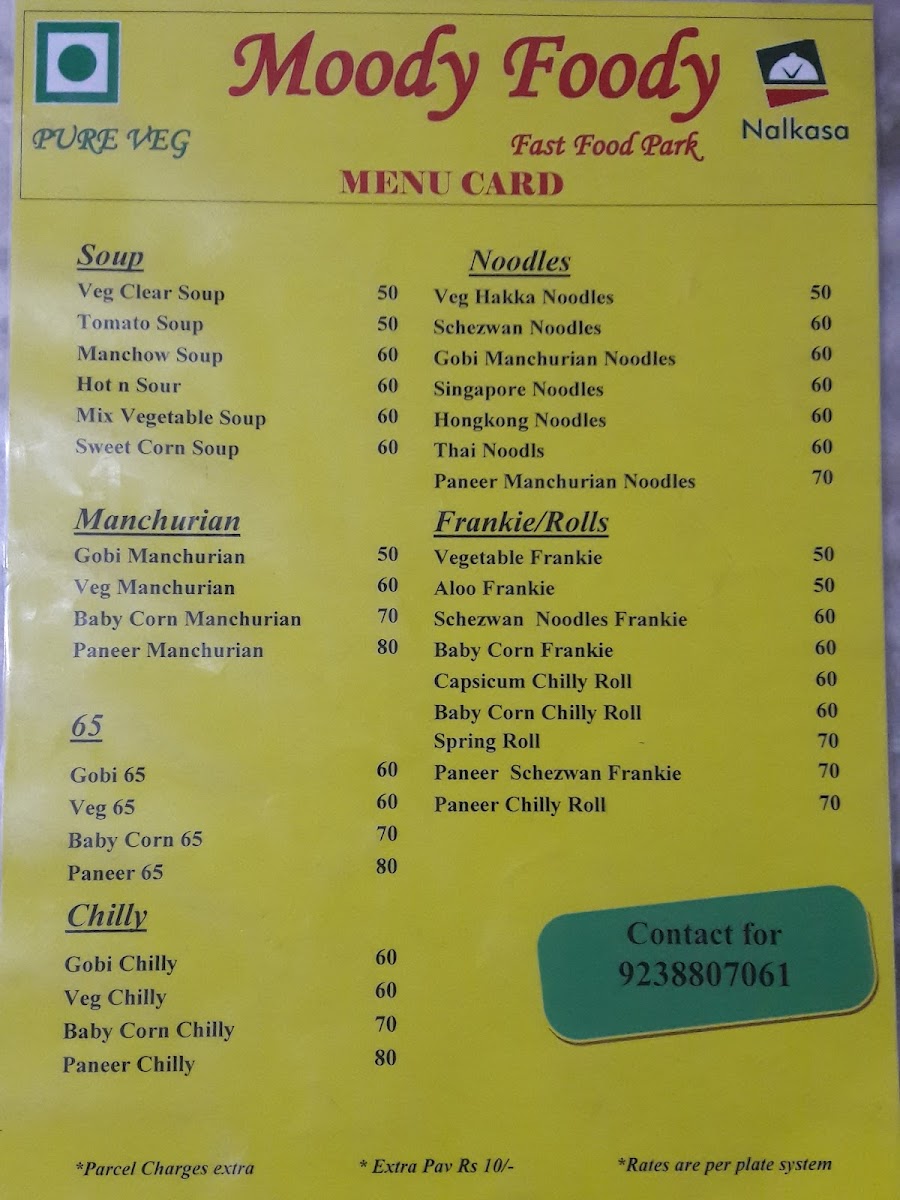 Moody Foody
PURE VEG
Fast Food Park
Nalkasa
MENU CARD
Soup
Veg Clear Soup 50
Tomato Soup 50
Manchow Soup 60
Hot n Sour 60
Mix Vegetable Soup 60
Sweet Corn Soup 60
Manchurian
Gobi Manchurian 50
Veg Manchurian 60
Baby Corn Manchurian 70
Paneer Manchurian 80
65
Gobi 65 60
Veg 65 60
Baby Corn 65 70
Paneer 65 80
Chilly
Gobi Chilly 60
Veg Chilly 60
Baby Corn Chilly 70
Paneer Chilly 80
Noodles
Veg Hakka Noodles 50
Schezwan Noodles 60
Gobi Manchurian Noodles 60
Singapore Noodles 60
Hongkong Noodles 60
Thai Noodls 60
Paneer Manchurian Noodles 70
Frankie/Rolls
Vegetable Frankie 50
Aloo Frankie 50
Schezwan Noodles Frankie 60
Baby Corn Frankie 60
Capsicum Chilly Roll 60
Baby Corn Chilly Roll 60
Spring Roll 70
Paneer Schezwan Frankie 70
Paneer Chilly Roll 70
Contact for
9238807061
*Parcel Charges extra
* Extra Pav Rs 10/-
*Rates are per plate system